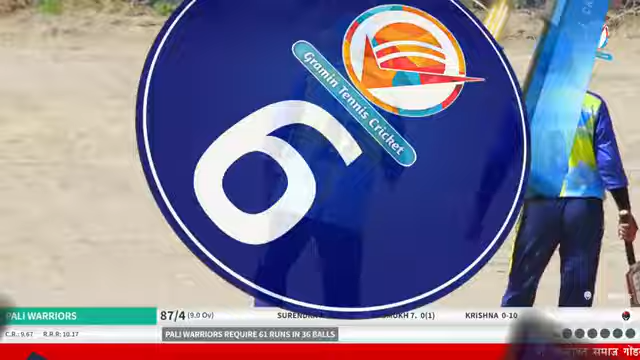 Gramin Tennis Cricket
6
PALI WARRIORS 87/4 (9.0 Ov) KRISHNA 0-10
C.R.: 9.67 R.R.R.: 10.17 PALI WARRIORS REQUIRE 61 RUNS IN 36 BALLS
समाज